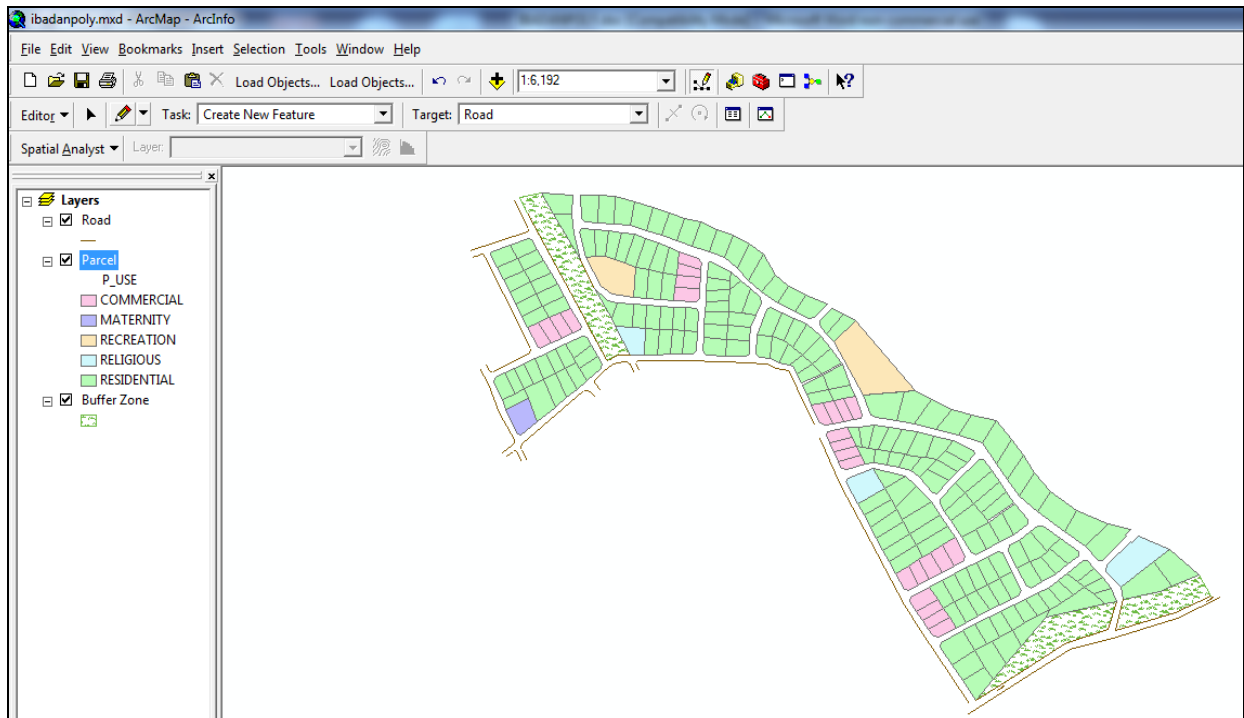 ibadanpoly.mxd - ArcMap - ArcInfo
File Edit View Bookmarks Insert Selection Tools Window Help
Load Objects... Load Objects... 1:6,192
Editor Task: Create New Feature Target: Road
Spatial Analyst Layer:
Layers
Road
Parcel
P_USE
COMMERCIAL
MATERNITY
RECREATION
RELIGIOUS
RESIDENTIAL
Buffer Zone